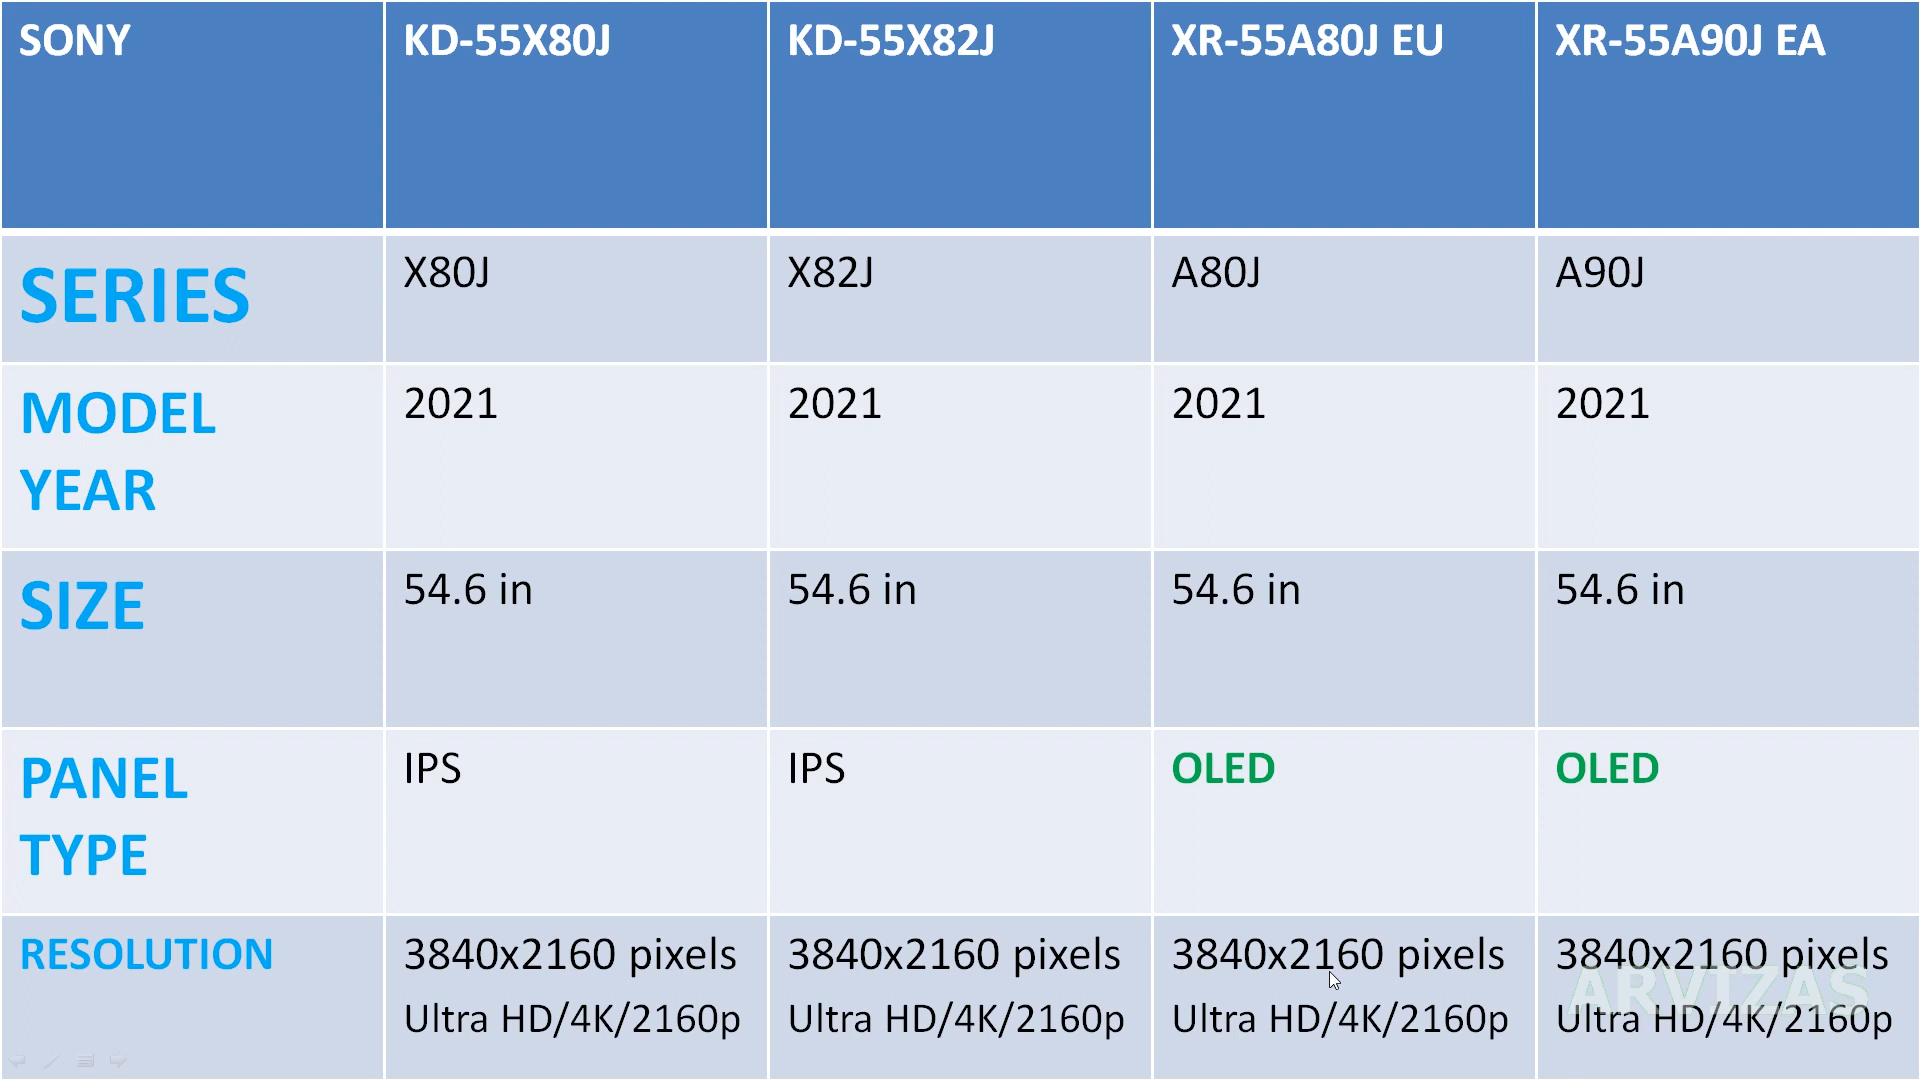 SONY
KD-55X80J
KD-55X82J
XR-55A80J EU
XR-55A90J EA
SERIES
X80J
X82J
A80J
A90J
MODEL
YEAR
2021
2021
2021
2021
SIZE
54.6 in
54.6 in
54.6 in
54.6 in
PANEL
TYPE
IPS
IPS
OLED
OLED
RESOLUTION
3840x2160 pixels
Ultra HD/4K/2160p
3840x2160 pixels
Ultra HD/4K/2160p
3840x2160 pixels
Ultra HD/4K/2160p
3840x2160 pixels
Ultra HD/4K/2160p
ARVIZAS